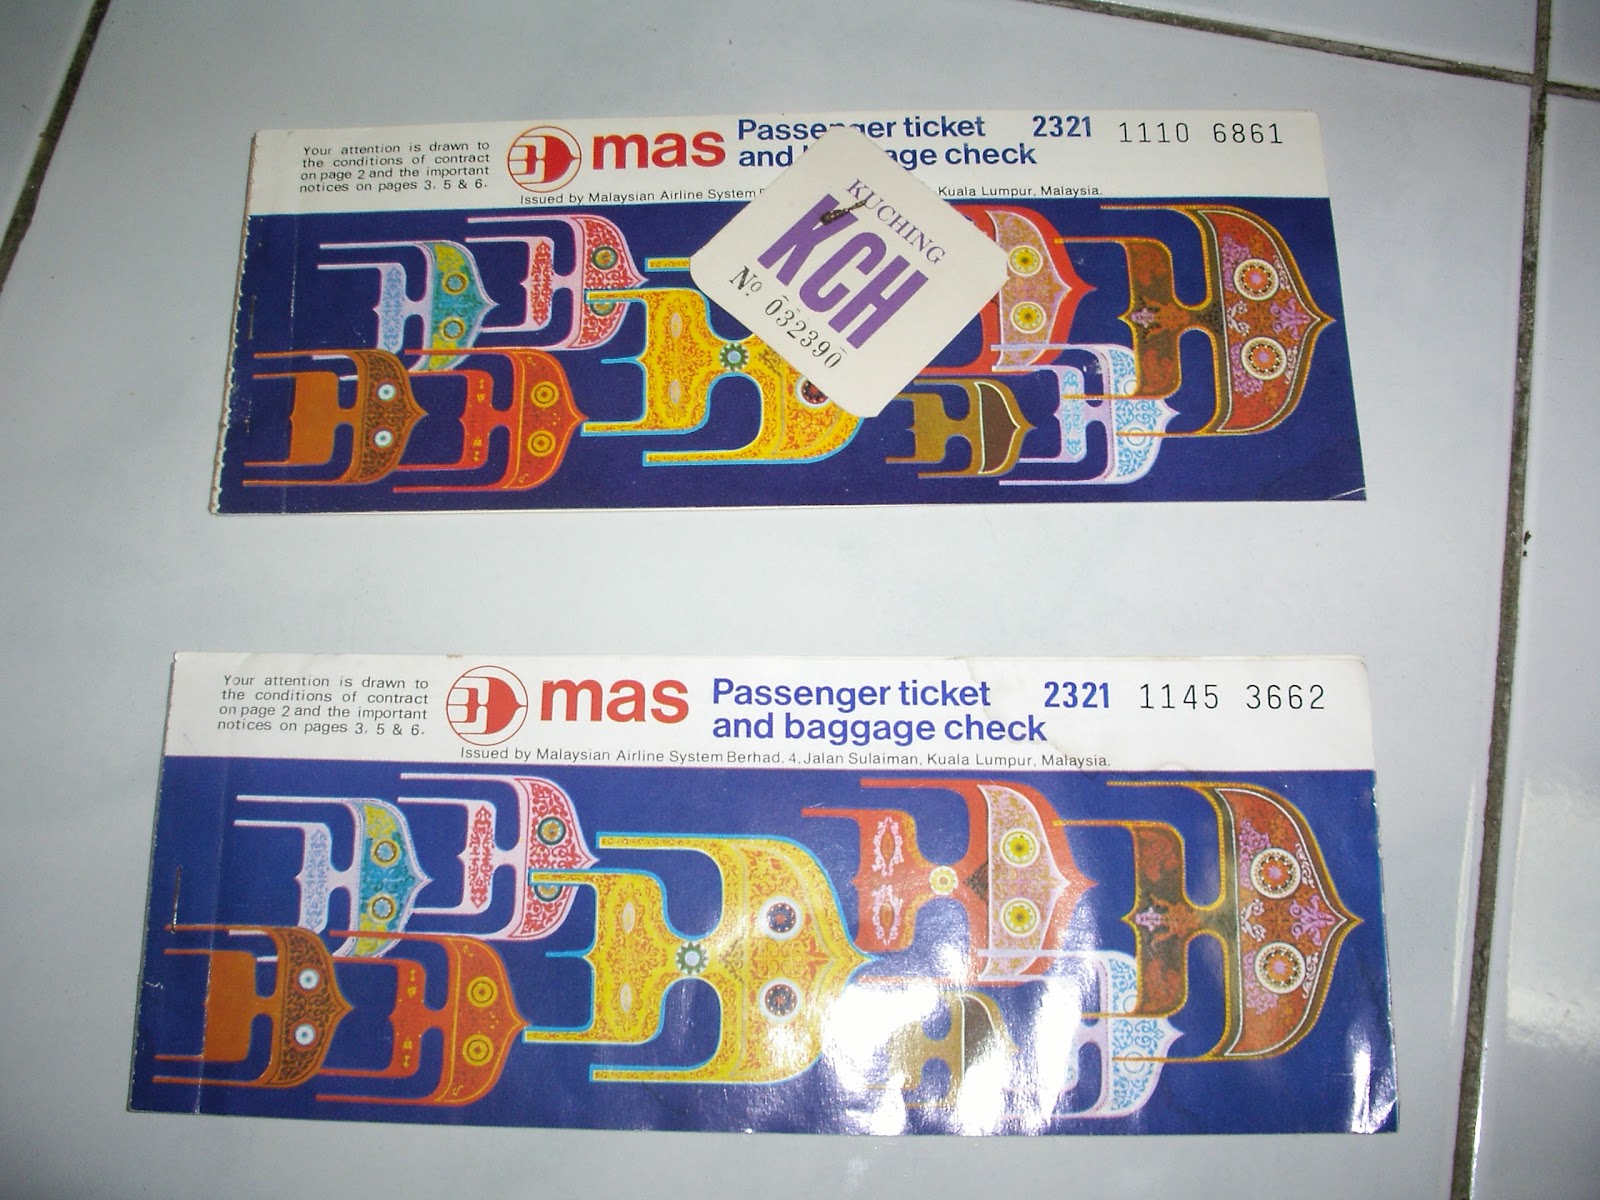 Your attention is drawn to
the conditions of contract
on page 2 and the important
notices on pages 3, 5 & 6.
mas
Passenger ticket 2321 1110 6861
and age check
Issued by Malaysian Airline System Kuala Lumpur, Malaysia.
KUCHING
KCH
No 032390
Your attention is drawn to
the conditions of contract
on page 2 and the important
notices on pages 3, 5 & 6.
mas
Passenger ticket 2321 1145 3662
and baggage check
Issued by Malaysian Airline System Berhad, 4, Jalan Sulaiman, Kuala Lumpur, Malaysia.